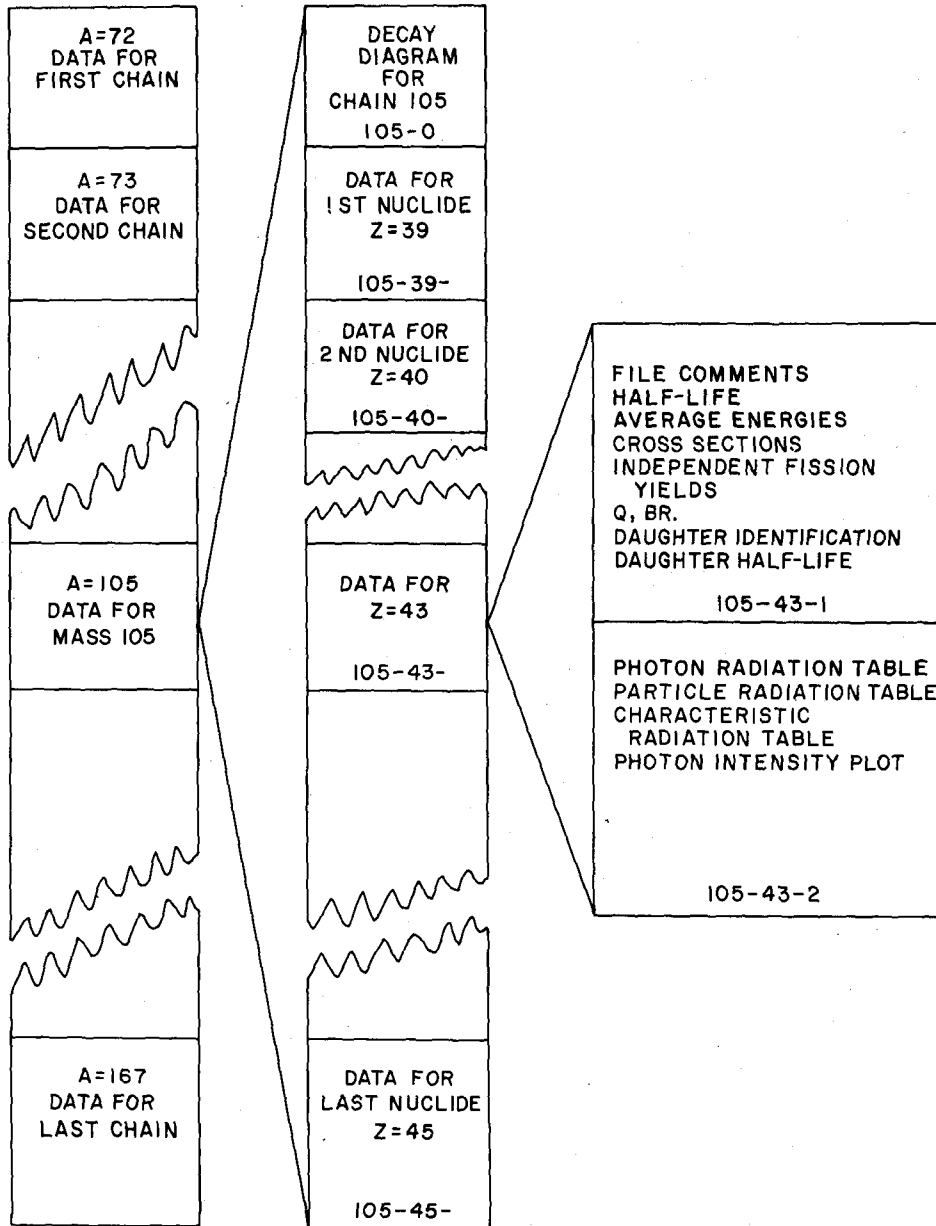 A=72
DATA FOR
FIRST CHAIN
A=73
DATA FOR
SECOND CHAIN
A=105
DATA FOR
MASS 105
A=167
DATA FOR
LAST CHAIN
DECAY
DIAGRAM
FOR
CHAIN 105
105-0
DATA FOR
1ST NUCLIDE
Z=39
105-39-
DATA FOR
2ND NUCLIDE
Z=40
105-40-
DATA FOR
Z=43
105-43-
DATA FOR
LAST NUCLIDE
Z=45
105-45-
FILE COMMENTS
HALF-LIFE
AVERAGE ENERGIES
CROSS SECTIONS
INDEPENDENT FISSION
YIELDS
Q, BR.
DAUGHTER IDENTIFICATION
DAUGHTER HALF-LIFE
105-43-1
PHOTON RADIATION TABLE
PARTICLE RADIATION TABLE
CHARACTERISTIC
RADIATION TABLE
PHOTON INTENSITY PLOT
105-43-2